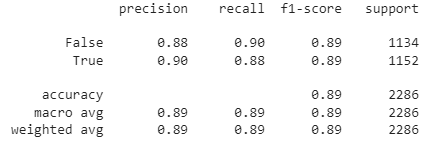 precision recall f1-score support
False 0.88 0.90 0.89 1134
True 0.90 0.88 0.89 1152
accuracy 0.89 2286
macro avg 0.89 0.89 0.89 2286
weighted avg 0.89 0.89 0.89 2286